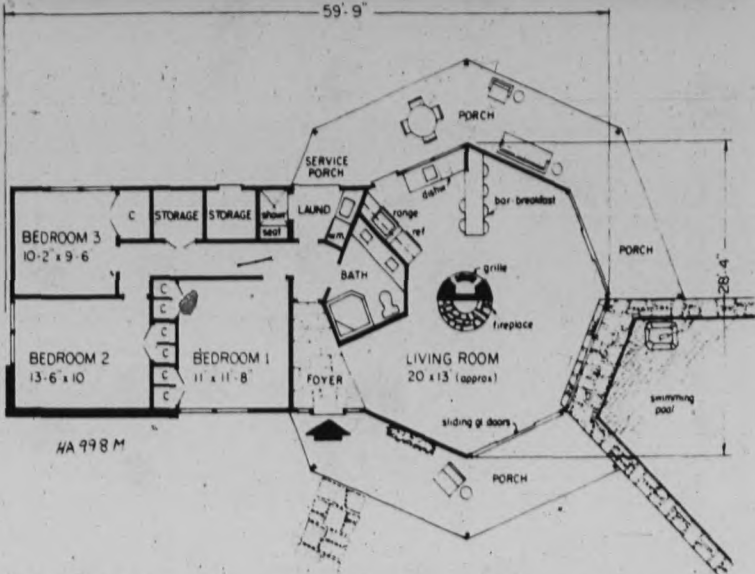 59'-9"
PORCH
SERVICE
PORCH
dishw
bar-breakfast
C
STORAGE
STORAGE
showr
seat
LAUND
w.m.
range
ref
BEDROOM 3
10-2" x 9-6"
PORCH
28'-4"
BATH
grille
fireplace
C
C
C
C
C
C
BEDROOM 2
13-6" x 10
BEDROOM 1
11' x 11'-8"
FOYER
LIVING ROOM
20' x 13' (approx)
sliding gl doors
swimming
pool
HA 998 M
PORCH